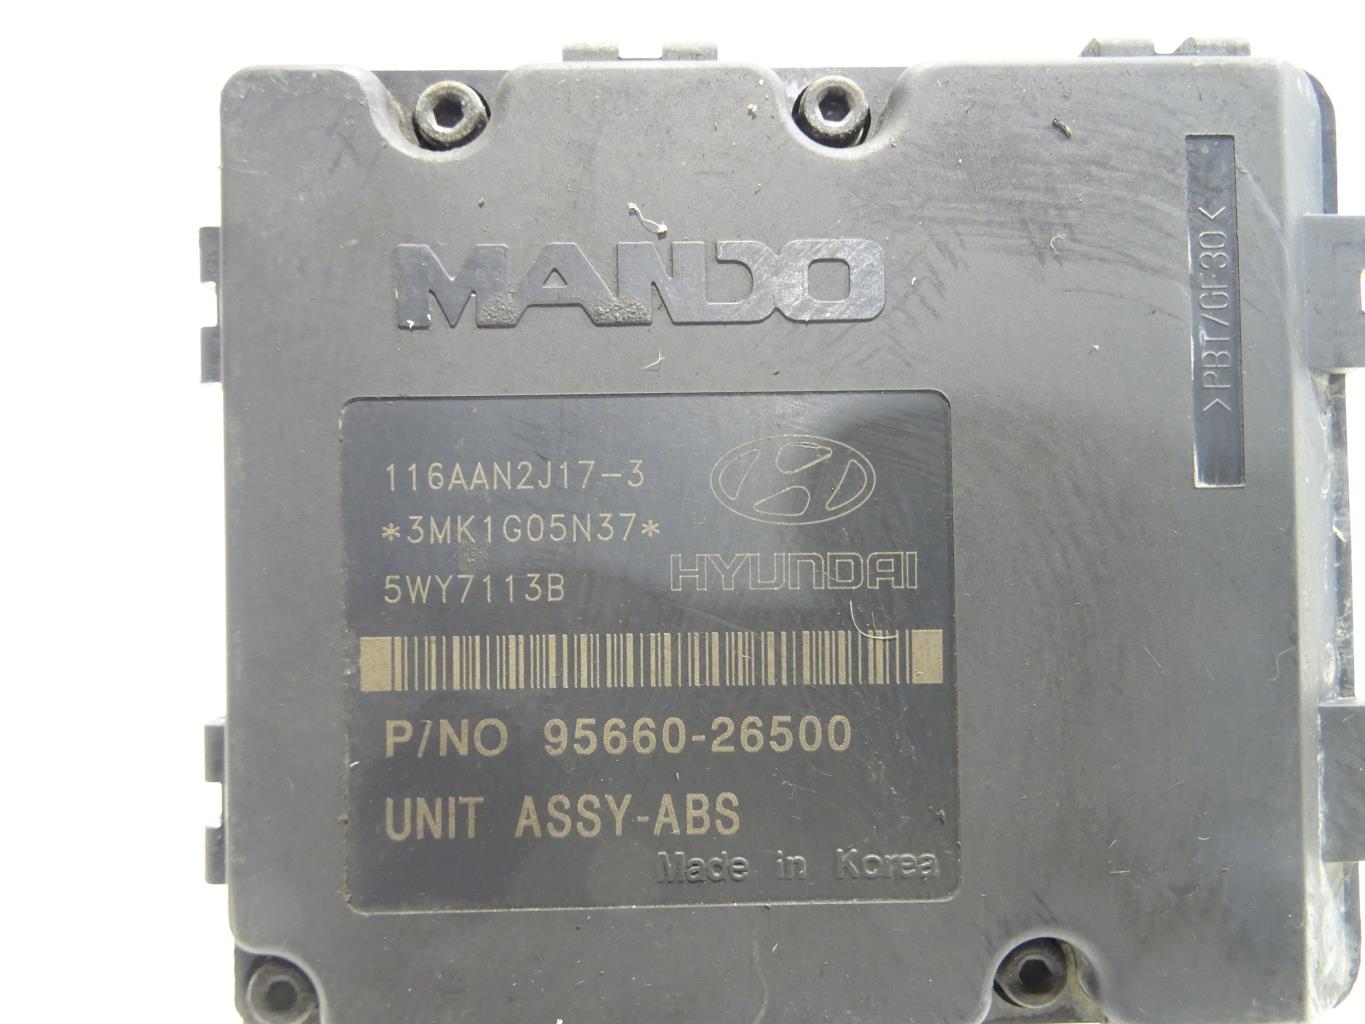 MANDO
>PBT/GF30<
116AAN2J17-3
*3MK1G05N37*
5WY7113B
HYUNDAI
P/NO 95660-26500
UNIT ASSY-ABS
Made in Korea